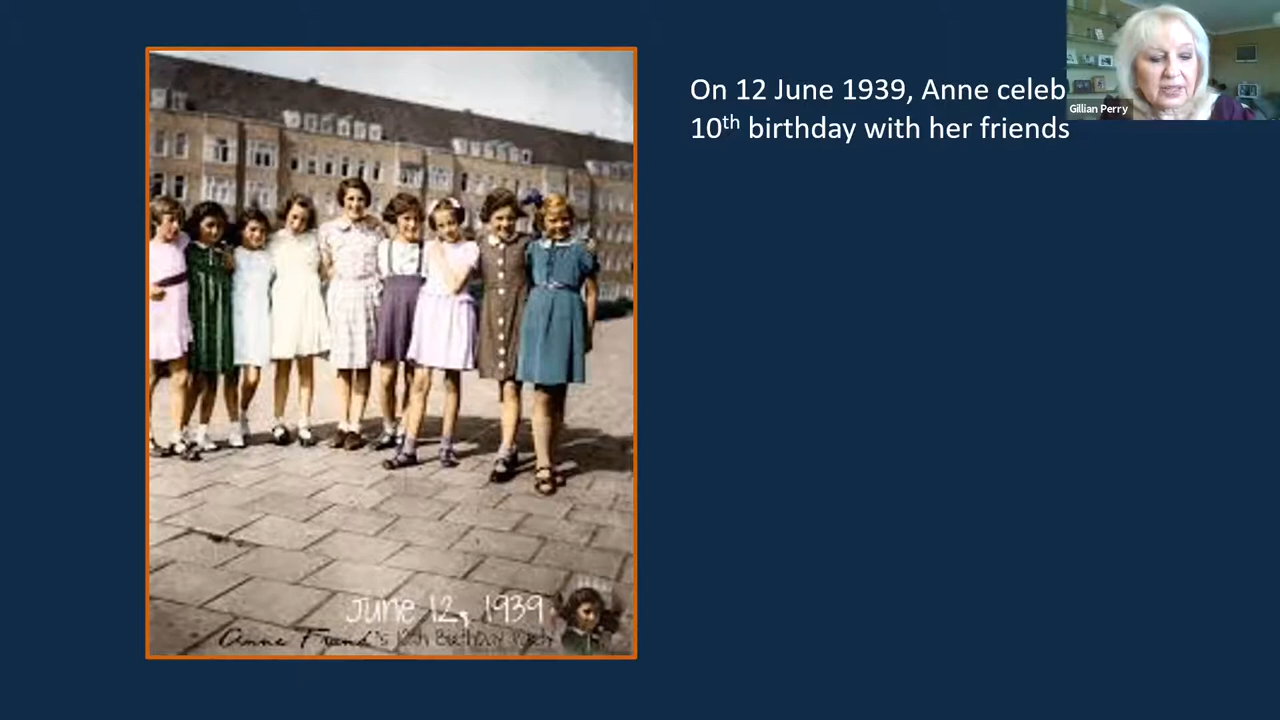 On 12 June 1939, Anne celeb
10th birthday with her friends
Gillian Perry
June 12, 1939
Anne Frank's 10th Birthday Party